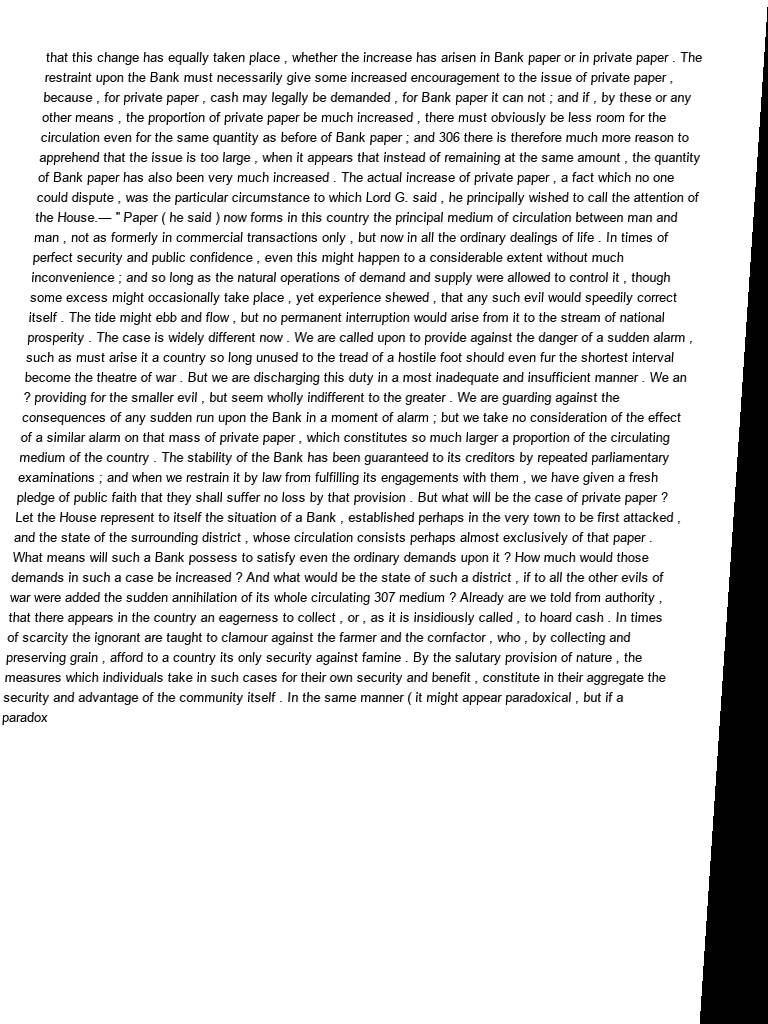 that this change has equally taken place , whether the increase has arisen in Bank paper or in private paper . The
restraint upon the Bank must necessarily give some increased encouragement to the issue of private paper ,
because , for private paper , cash may legally be demanded , for Bank paper it can not ; and if , by these or any
other means , the proportion of private paper be much increased , there must obviously be less room for the
circulation even for the same quantity as before of Bank paper ; and 306 there is therefore much more reason to
apprehend that the issue is too large , when it appears that instead of remaining at the same amount , the quantity
of Bank paper has also been very much increased . The actual increase of private paper , a fact which no one
could dispute , was the particular circumstance to which Lord G. said , he principally wished to call the attention of
the House.— " Paper ( he said ) now forms in this country the principal medium of circulation between man and
man , not as formerly in commercial transactions only , but now in all the ordinary dealings of life . In times of
perfect security and public confidence , even this might happen to a considerable extent without much
inconvenience ; and so long as the natural operations of demand and supply were allowed to control it , though
some excess might occasionally take place , yet experience shewed , that any such evil would speedily correct
itself . The tide might ebb and flow , but no permanent interruption would arise from it to the stream of national
prosperity . The case is widely different now . We are called upon to provide against the danger of a sudden alarm ,
such as must arise it a country so long unused to the tread of a hostile foot should even fur the shortest interval
become the theatre of war . But we are discharging this duty in a most inadequate and insufficient manner . We an
? providing for the smaller evil , but seem wholly indifferent to the greater . We are guarding against the
consequences of any sudden run upon the Bank in a moment of alarm ; but we take no consideration of the effect
of a similar alarm on that mass of private paper , which constitutes so much larger a proportion of the circulating
medium of the country . The stability of the Bank has been guaranteed to its creditors by repeated parliamentary
examinations ; and when we restrain it by law from fulfilling its engagements with them , we have given a fresh
pledge of public faith that they shall suffer no loss by that provision . But what will be the case of private paper ?
Let the House represent to itself the situation of a Bank , established perhaps in the very town to be first attacked ,
and the state of the surrounding district , whose circulation consists perhaps almost exclusively of that paper .
What means will such a Bank possess to satisfy even the ordinary demands upon it ? How much would those
demands in such a case be increased ? And what would be the state of such a district , if to all the other evils of
war were added the sudden annihilation of its whole circulating 307 medium ? Already are we told from authority ,
that there appears in the country an eagerness to collect , or , as it is insidiously called , to hoard cash . In times
of scarcity the ignorant are taught to clamour against the farmer and the cornfactor , who , by collecting and
preserving grain , afford to a country its only security against famine . By the salutary provision of nature , the
measures which individuals take in such cases for their own security and benefit , constitute in their aggregate the
security and advantage of the community itself . In the same manner ( it might appear paradoxical , but if a
paradox